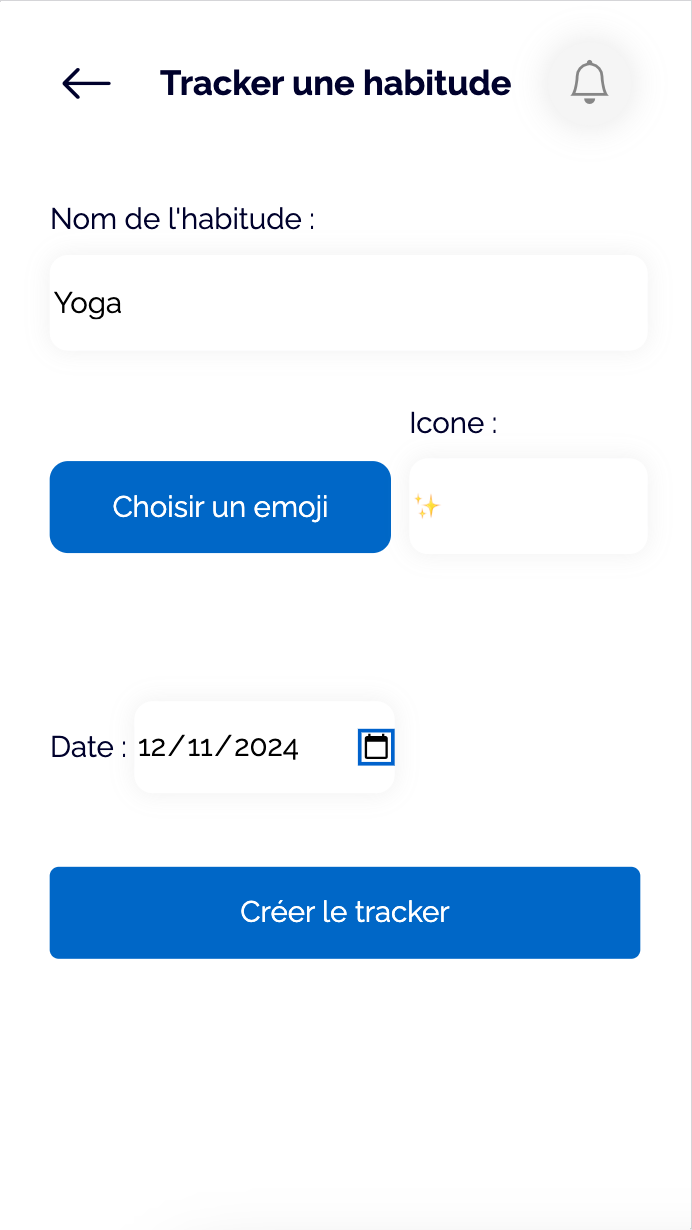 Tracker une habitude
Nom de l'habitude :
Yoga
Icone :
Choisir un emoji
✨
Date : 12/11/2024
Créer le tracker